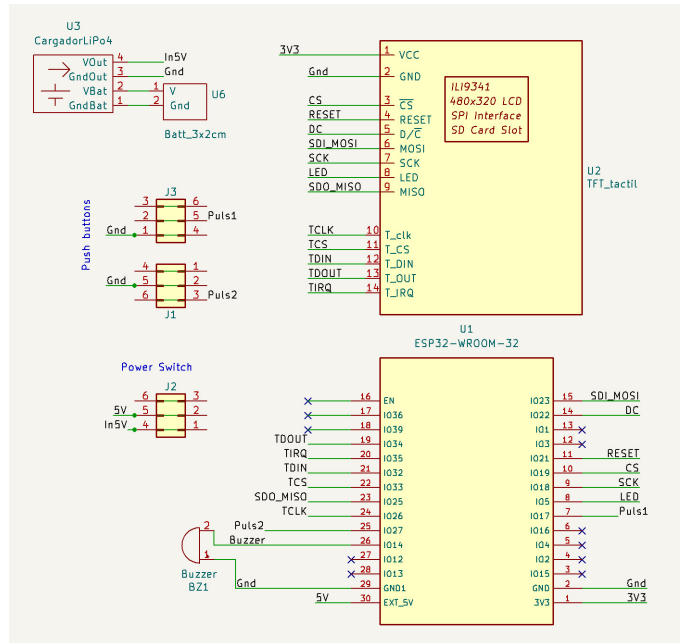 U3
CargadorLiPo4
VOut 4 In5V
GndOut 3 Gnd
VBat 2 1 V
GndBat 1 2 Gnd
U6
Batt_3x2cm
Push buttons
J3
3 6
2 5 Puls1
Gnd 1 4
4 1
Gnd 5 2
6 3 Puls2
J1
Power Switch
J2
6 3
5V 5 2
In5V 4 1
3V3 1 VCC
Gnd 2 GND
CS 3 CS
RESET 4 RESET
DC 5 D/C
SDI_MOSI 6 MOSI
SCK 7 SCK
LED 8 LED
SDO_MISO 9 MISO
TCLK 10 T_clk
TCS 11 T_CS
TDIN 12 T_DIN
TDOUT 13 T_OUT
TIRQ 14 T_IRQ
ILI9341
480x320 LCD
SPI Interface
SD Card Slot
U2
TFT_tactil
U1
ESP32-WROOM-32
16 EN IO23 15 SDI_MOSI
17 IO36 IO22 14 DC
18 IO39 IO1 13
TDOUT 19 IO34 IO3 12
TIRQ 20 IO35 IO21 11 RESET
TDIN 21 IO32 IO19 10 CS
TCS 22 IO33 IO18 9 SCK
SDO_MISO 23 IO25 IO5 8 LED
TCLK 24 IO26 IO17 7 Puls1
Puls2 25 IO27 IO16 6
Buzzer 26 IO14 IO4 5
27 IO12 IO2 4
28 IO13 IO15 3
Gnd 29 GND1 GND 2 Gnd
5V 30 EXT_5V 3V3 1 3V3
2
1
Buzzer
BZ1